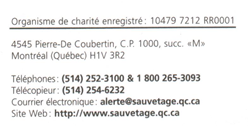 Organisme de charité enregistré : 10479 7212 RR0001
4545 Pierre-De Coubertin, C.P. 1000, succ. «M»
Montréal (Québec) H1V 3R2
Téléphones : (514) 252-3100 & 1 800 265-3093
Télécopieur : (514) 254-6232
Courrier électronique : alerte@sauvetage.qc.ca
Site Web : http://www.sauvetage.qc.ca